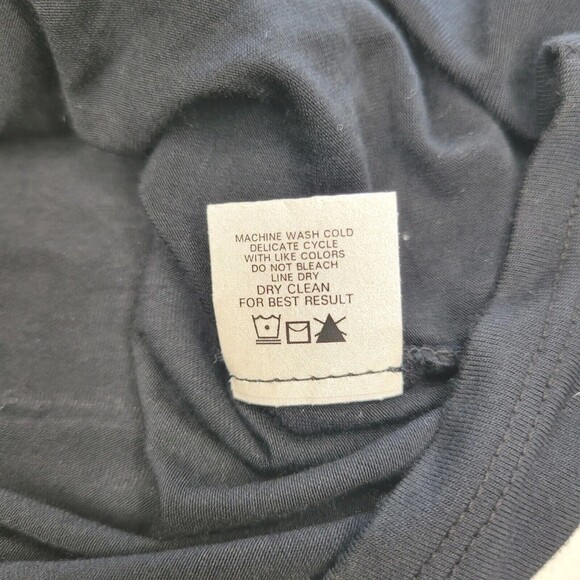 MACHINE WASH COLD
DELICATE CYCLE
WITH LIKE COLORS
DO NOT BLEACH
LINE DRY
DRY CLEAN
FOR BEST RESULT